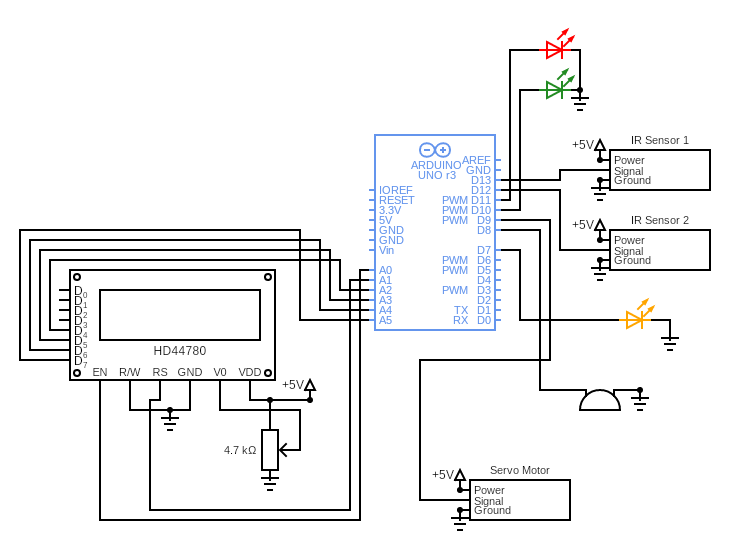 +5V
IR Sensor 1
Power
Signal
Ground
ARDUINO
UNO r3
AREF
GND
D13
D12
IOREF
RESET
3.3V
5V
GND
GND
Vin
PWM D11
PWM D10
PWM D9
D8
+5V
IR Sensor 2
Power
Signal
Ground
D7
PWM D6
PWM D5
D4
PWM D3
D2
TX D1
RX D0
A0
A1
A2
A3
A4
A5
D0
D1
D2
D3
D4
D5
D6
D7
HD44780
EN R/W RS GND V0 VDD
+5V
4.7 kΩ
+5V
Servo Motor
Power
Signal
Ground